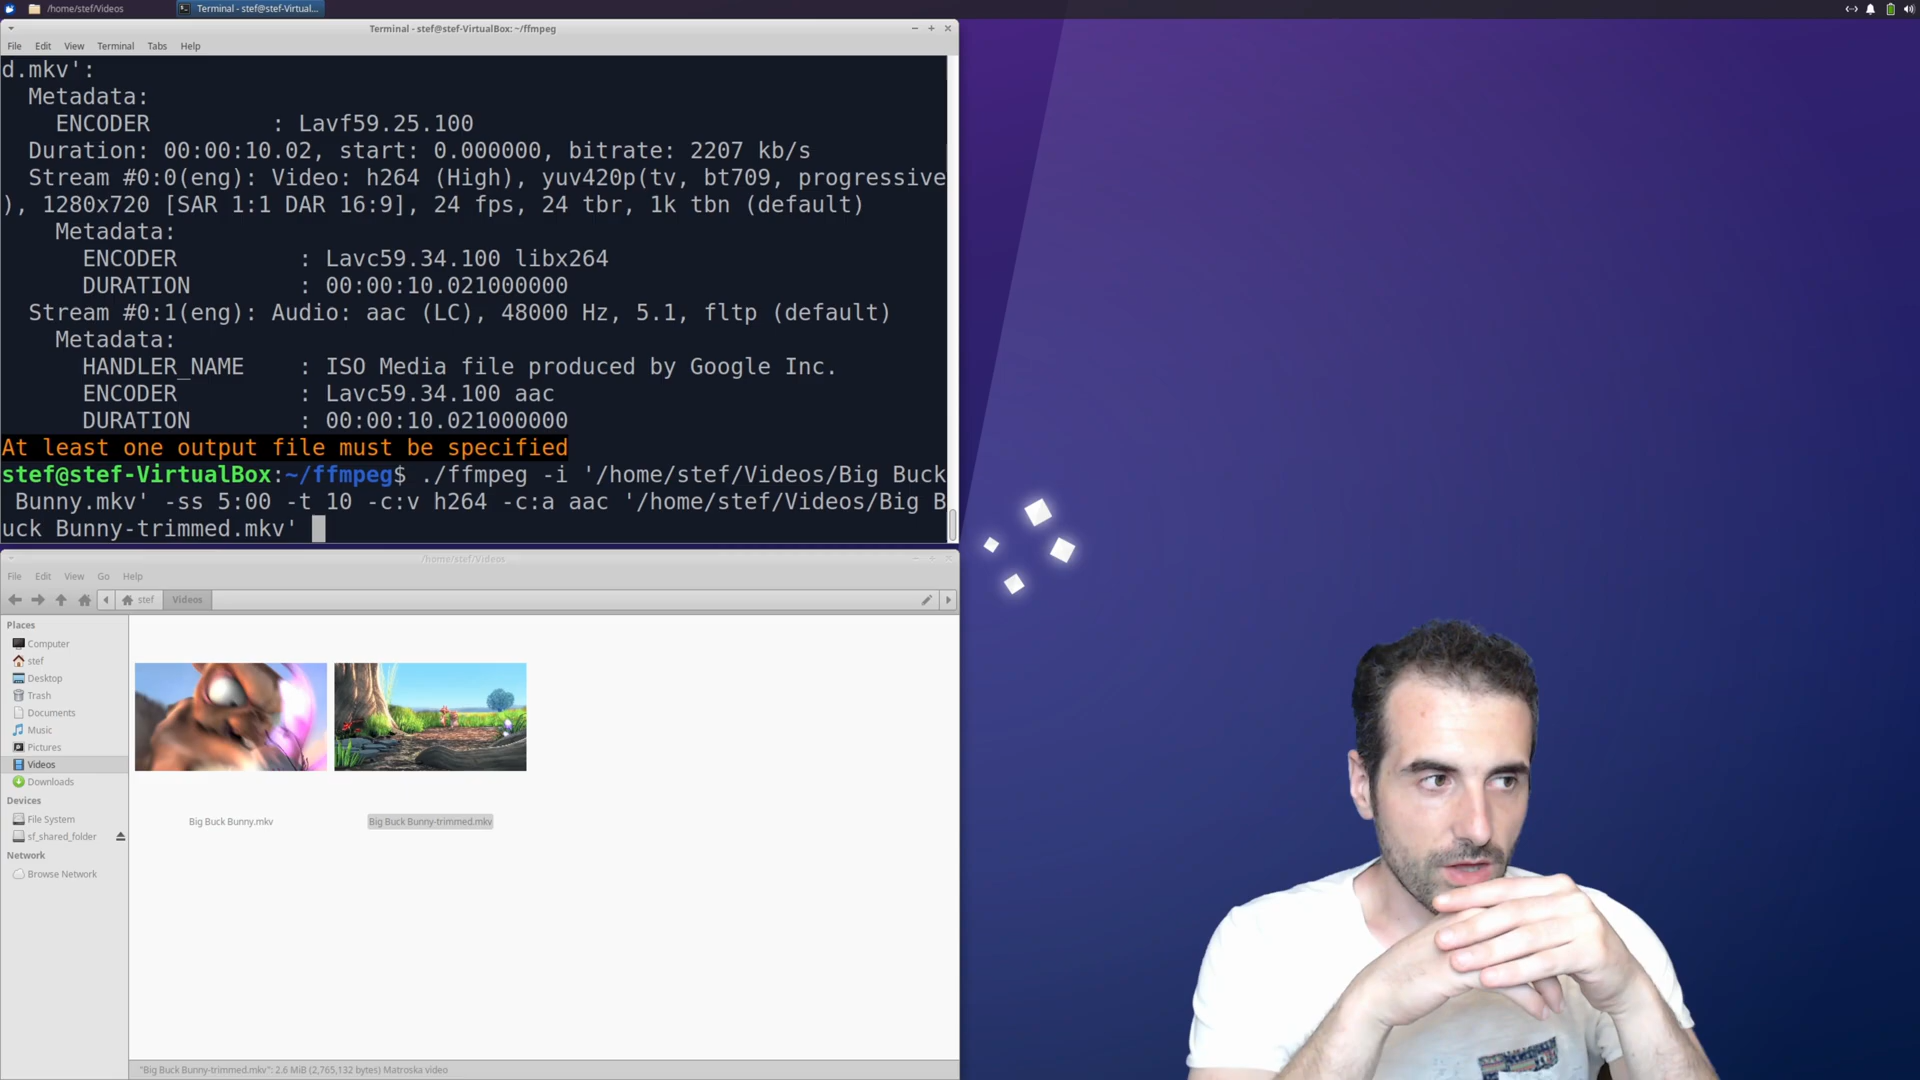 /home/stef/Videos
Terminal - stef@stef-Virtual...
Terminal - stef@stef-VirtualBox: ~/ffmpeg
File Edit View Terminal Tabs Help
d.mkv':
Metadata:
ENCODER : Lavf59.25.100
Duration: 00:00:10.02, start: 0.000000, bitrate: 2207 kb/s
Stream #0:0(eng): Video: h264 (High), yuv420p(tv, bt709, progressive
), 1280x720 [SAR 1:1 DAR 16:9], 24 fps, 24 tbr, 1k tbn (default)
Metadata:
ENCODER : Lavc59.34.100 libx264
DURATION : 00:00:10.021000000
Stream #0:1(eng): Audio: aac (LC), 48000 Hz, 5.1, fltp (default)
Metadata:
HANDLER_NAME : ISO Media file produced by Google Inc.
ENCODER : Lavc59.34.100 aac
DURATION : 00:00:10.021000000
At least one output file must be specified
stef@stef-VirtualBox:~/ffmpeg$ ./ffmpeg -i '/home/stef/Videos/Big Buck
Bunny.mkv' -ss 5:00 -t 10 -c:v h264 -c:a aac '/home/stef/Videos/Big B
uck Bunny-trimmed.mkv'
/home/stef/Videos
File Edit View Go Help
stef Videos
Places
Computer
stef
Desktop
Trash
Documents
Music
Pictures
Videos
Downloads
Devices
File System
sf_shared_folder
Network
Browse Network
Big Buck Bunny.mkv
Big Buck Bunny-trimmed.mkv
"Big Buck Bunny-trimmed.mkv": 2.6 MiB (2,765,132 bytes) Matroska video